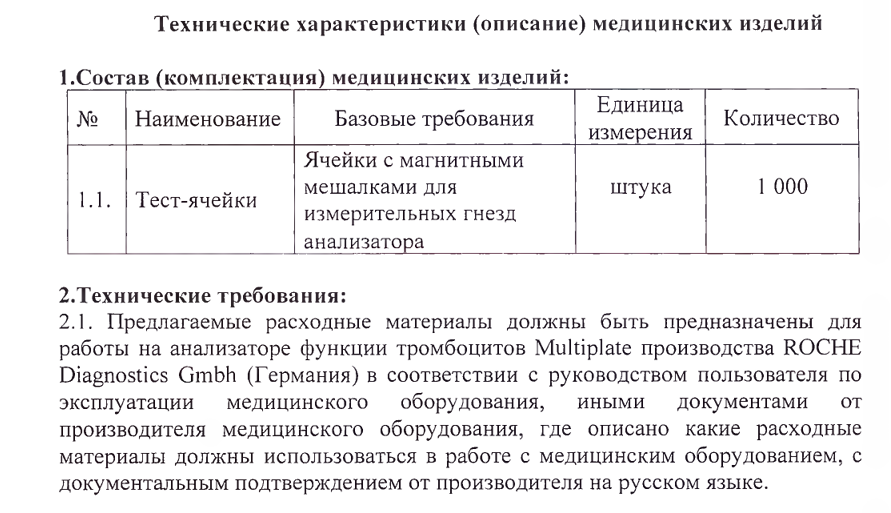 Технические характеристики (описание) медицинских изделий
1.Состав (комплектация) медицинских изделий:
№ Наименование Базовые требования Единица измерения Количество
1.1. Тест-ячейки Ячейки с магнитными мешалками для измерительных гнезд анализатора штука 1 000
2.Технические требования:
2.1. Предлагаемые расходные материалы должны быть предназначены для
работы на анализаторе функции тромбоцитов Multiplate производства ROCHE
Diagnostics Gmbh (Германия) в соответствии с руководством пользователя по
эксплуатации медицинского оборудования, иными документами от
производителя медицинского оборудования, где описано какие расходные
материалы должны использоваться в работе с медицинским оборудованием, с
документальным подтверждением от производителя на русском языке.